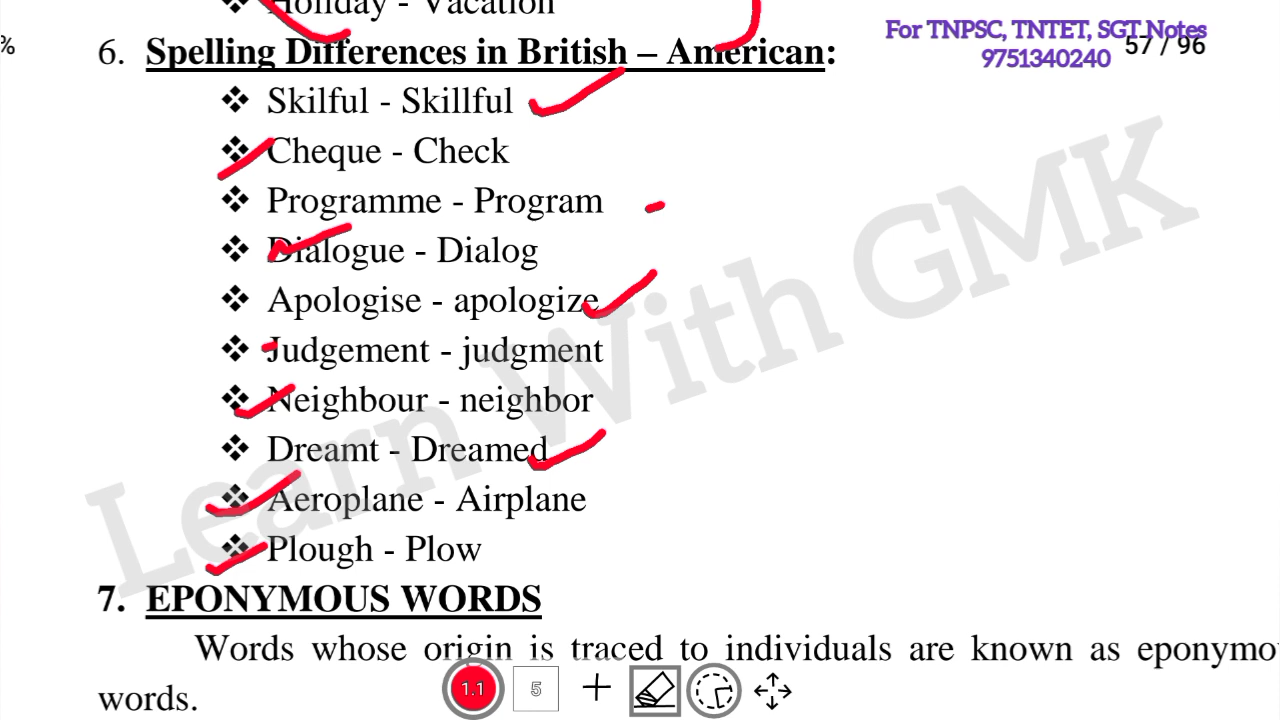 ❖ Holiday - Vacation
%
For TNPSC, TNTET, SGT Notes
9751340240
57 / 96
6. Spelling Differences in British – American:
❖ Skilful - Skillful
❖ Cheque - Check
❖ Programme - Program
❖ Dialogue - Dialog
❖ Apologise - apologize
❖ Judgement - judgment
❖ Neighbour - neighbor
❖ Dreamt - Dreamed
❖ Aeroplane - Airplane
❖ Plough - Plow
Learn With GMK
7. EPONYMOUS WORDS
Words whose origin is traced to individuals are known as eponymo
words.
1.1
5